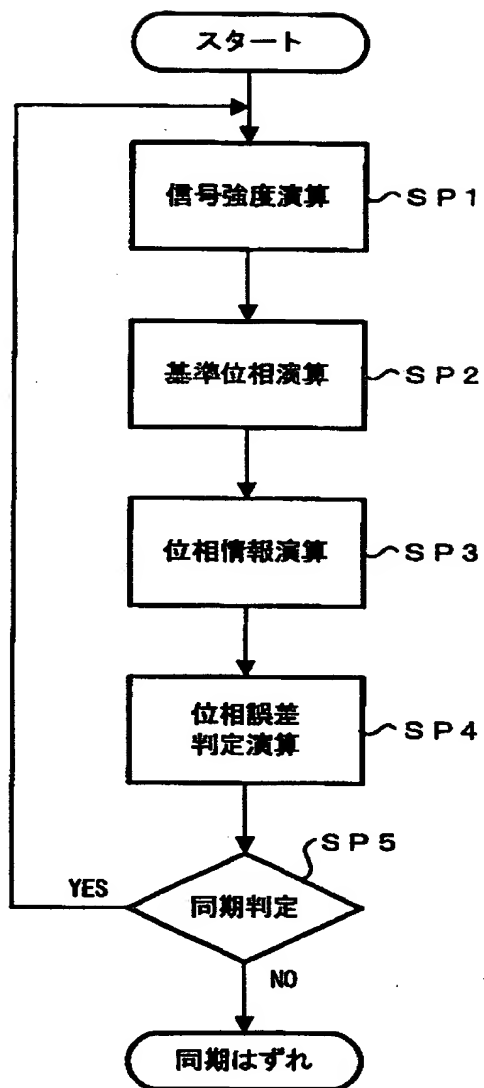 スタート
信号強度演算
SP1
基準位相演算
SP2
位相情報演算
SP3
位相誤差
判定演算
SP4
SP5
YES
同期判定
NO
同期はずれ